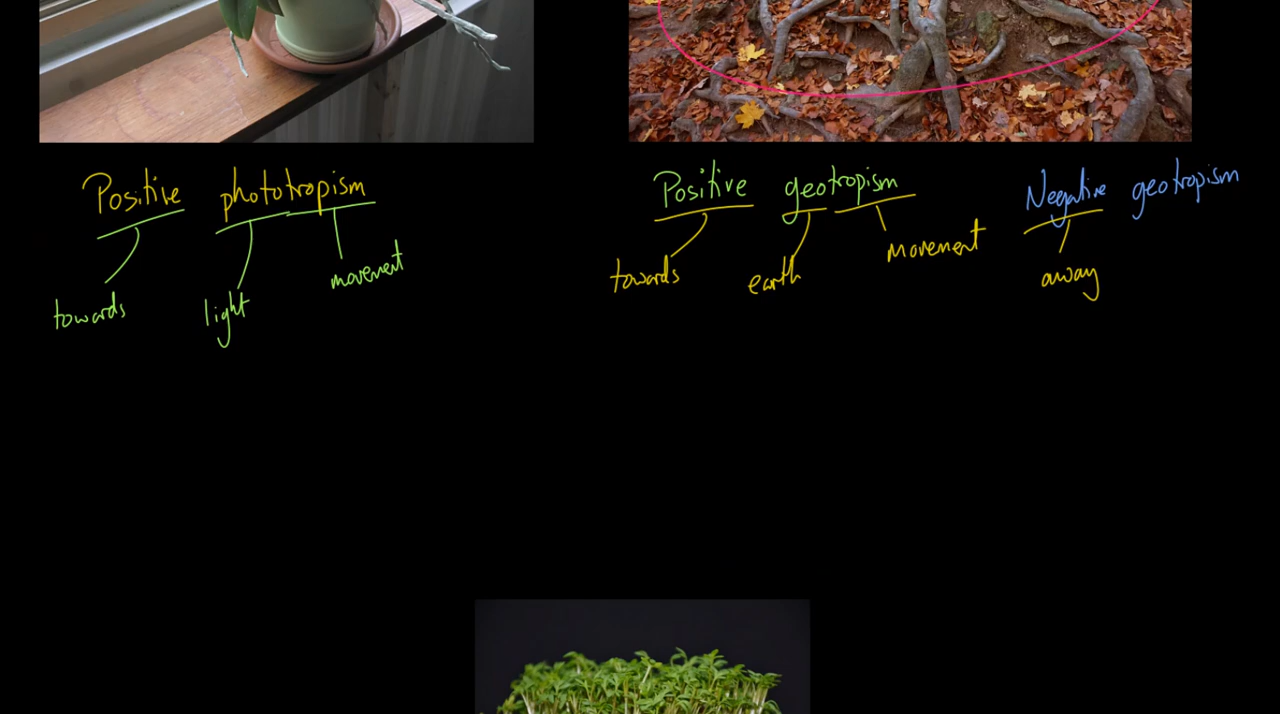 Positive phototropism
towards
light
movement
Positive geotropism
towards
earth
movement
Negative geotropism
away